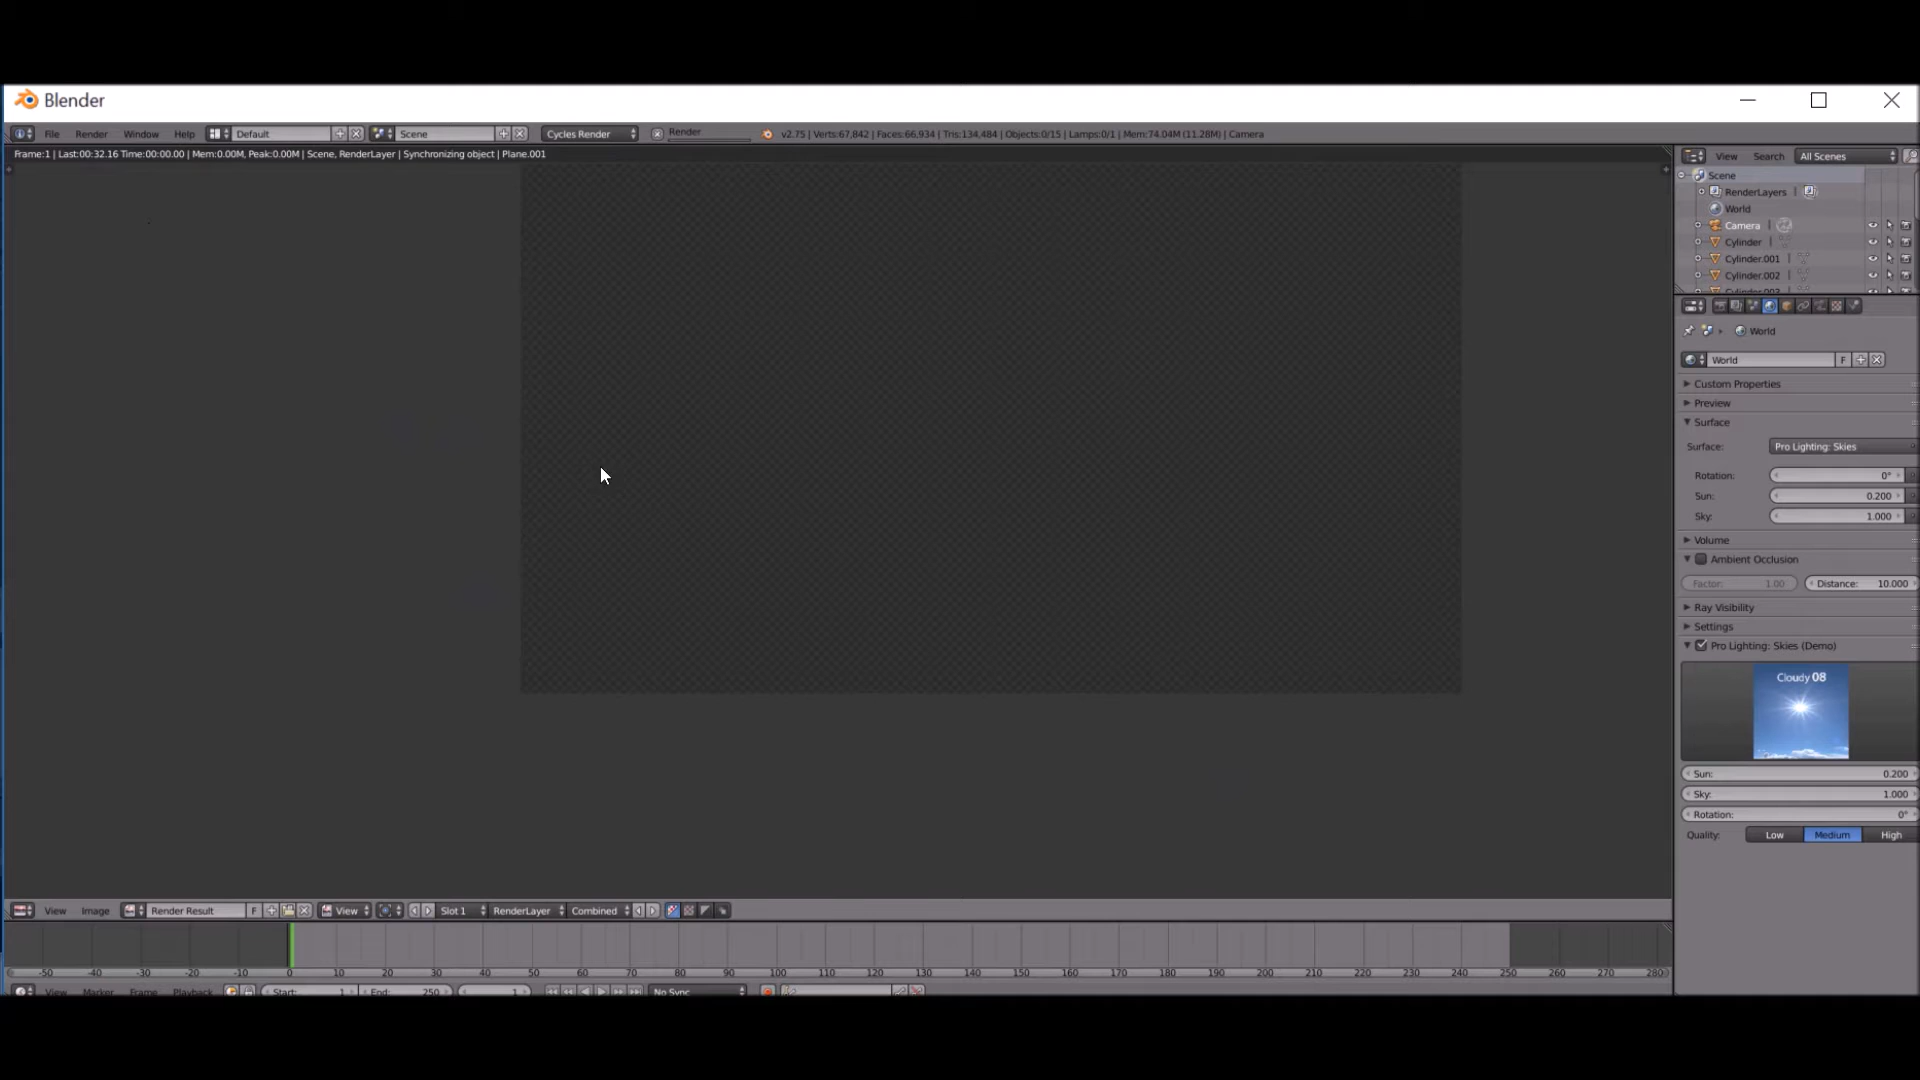 Blender
File Render Window Help Default Scene Cycles Render Render v2.75 | Verts:67,842 | Faces:66,934 | Tris:134,484 | Objects:0/15 | Lamps:0/1 | Mem:74.04M (11.28M) | Camera
Frame:1 | Last:00:32.16 Time:00:00.00 | Mem:0.00M, Peak:0.00M | Scene, RenderLayer | Synchronizing object | Plane.001
View Search All Scenes
Scene
RenderLayers |
World
Camera |
Cylinder |
Cylinder.001 |
Cylinder.002 |
Cylinder.003 |
World
World F
Custom Properties
Preview
Surface
Surface: Pro Lighting: Skies
Rotation: 0°
Sun: 0.200
Sky: 1.000
Volume
Ambient Occlusion
Factor: 1.00 Distance: 10.000
Ray Visibility
Settings
Pro Lighting: Skies (Demo)
Cloudy 08
Sun: 0.200
Sky: 1.000
Rotation: 0°
Quality: Low Medium High
View Image Render Result F View Slot 1 RenderLayer Combined
-50 -40 -30 -20 -10 0 10 20 30 40 50 60 70 80 90 100 110 120 130 140 150 160 170 180 190 200 210 220 230 240 250 260 270 280
View Marker Frame Playback Start: 1 End: 250 1 No Sync